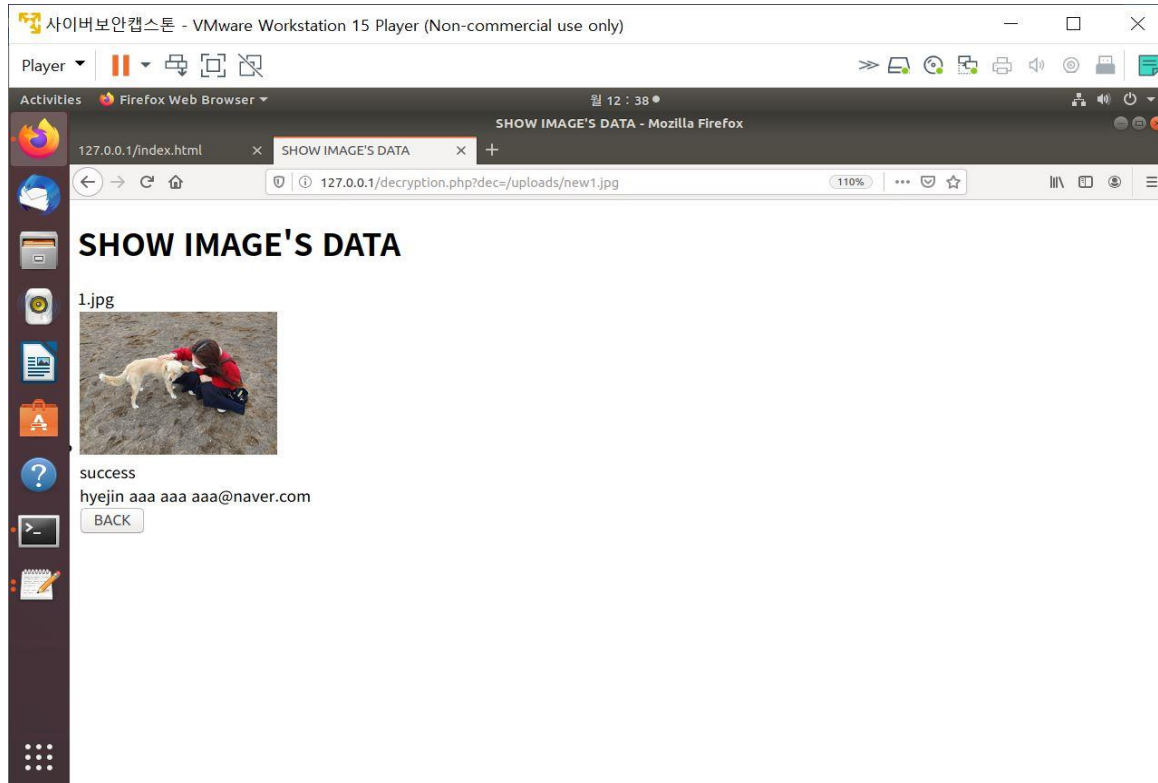 사이버보안캡스톤 - VMware Workstation 15 Player (Non-commercial use only)
Player
Activities Firefox Web Browser 월 12 : 38
SHOW IMAGE'S DATA - Mozilla Firefox
127.0.0.1/index.html SHOW IMAGE'S DATA
127.0.0.1/decryption.php?dec=/uploads/new1.jpg 110%
SHOW IMAGE'S DATA
1.jpg
success
hyejin aaa aaa aaa@naver.com
BACK